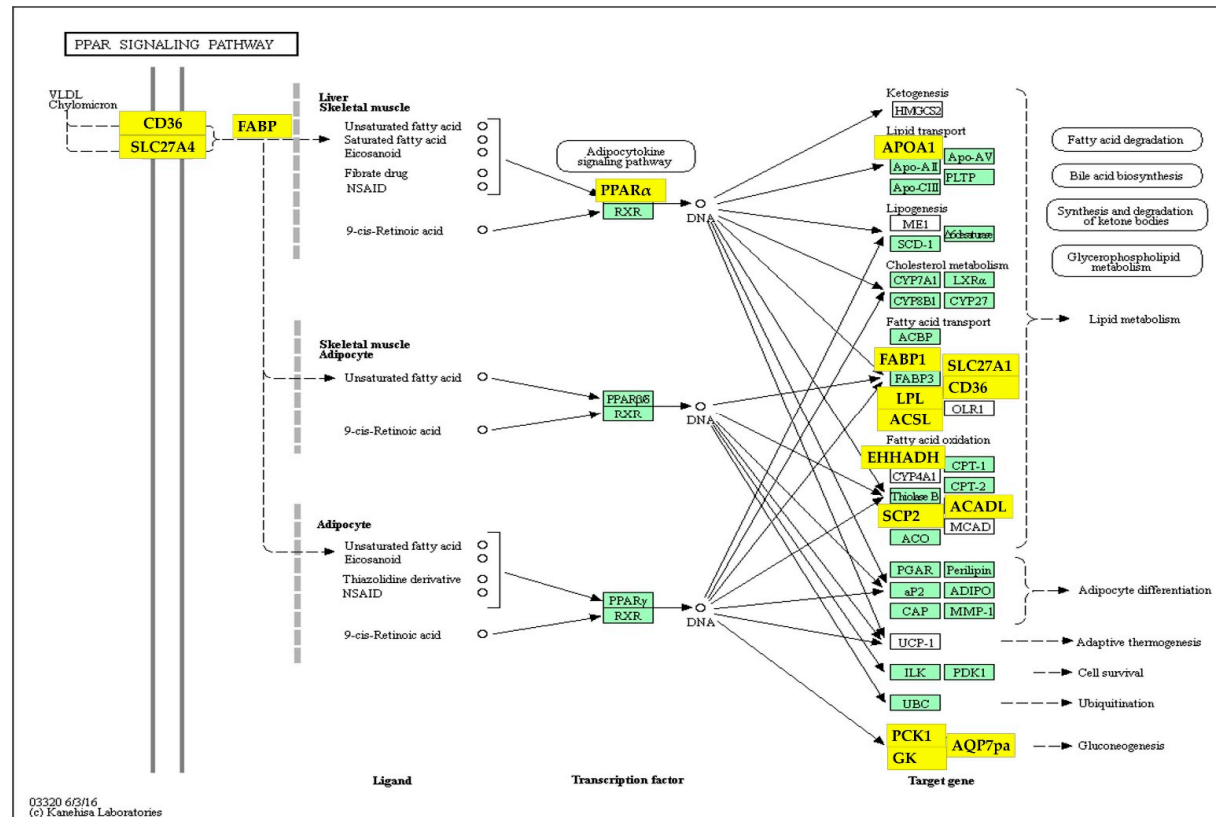 PPAR SIGNALING PATHWAY
VLDL
Chylomicron
CD36
SLC27A4
FABP
Liver
Skeletal muscle
Unsaturated fatty acid
Saturated fatty acid
Eicosanoid
Fibrate drug
NSAID
9-cis-Retinoic acid
Adipocytokine
signaling pathway
PPARα
RXR
DNA
Skeletal muscle
Adipocyte
Unsaturated fatty acid
9-cis-Retinoic acid
PPARβ/δ
RXR
DNA
Adipocyte
Unsaturated fatty acid
Eicosanoid
Thiazolidine derivative
NSAID
9-cis-Retinoic acid
PPARγ
RXR
DNA
Ketogenesis
HMGCS2
Lipid transport
APOA1
Apo-AII
Apo-AV
Apo-CIII
PLTP
Lipogenesis
ME1
SCD-1
Δ6desaturase
Cholesterol metabolism
CYP7A1
LXRα
CYP8B1
CYP27
Fatty acid transport
ACBP
FABP1
SLC27A1
FABP3
CD36
LPL
OLR1
ACSL
Fatty acid oxidation
EHHADH
CPT-1
CYP4A1
CPT-2
Thiolase B
ACADL
SCP2
MCAD
ACO
PGAR
Perilipin
aP2
ADIPO
CAP
MMP-1
UCP-1
ILK
PDK1
UBC
PCK1
AQP7pa
GK
Fatty acid degradation
Bile acid biosynthesis
Synthesis and degradation
of ketone bodies
Glycerophospholipid
metabolism
Lipid metabolism
Adipocyte differentiation
Adaptive thermogenesis
Cell survival
Ubiquitination
Gluconeogenesis
Ligand
Transcription factor
Target gene
03320 6/3/16
(c) Kanehisa Laboratories